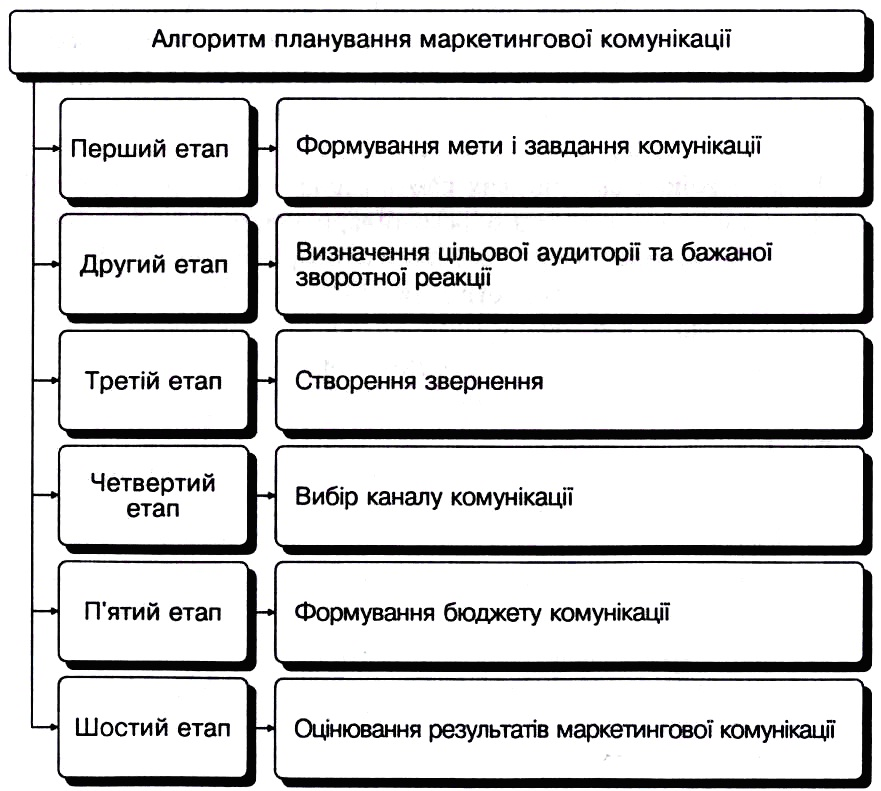 Алгоритм планування маркетингової комунікації
Перший етап
Формування мети і завдання комунікації
Другий етап
Визначення цільової аудиторії та бажаної
зворотної реакції
Третій етап
Створення звернення
Четвертий
етап
Вибір каналу комунікації
П'ятий етап
Формування бюджету комунікації
Шостий етап
Оцінювання результатів маркетингової комунікації